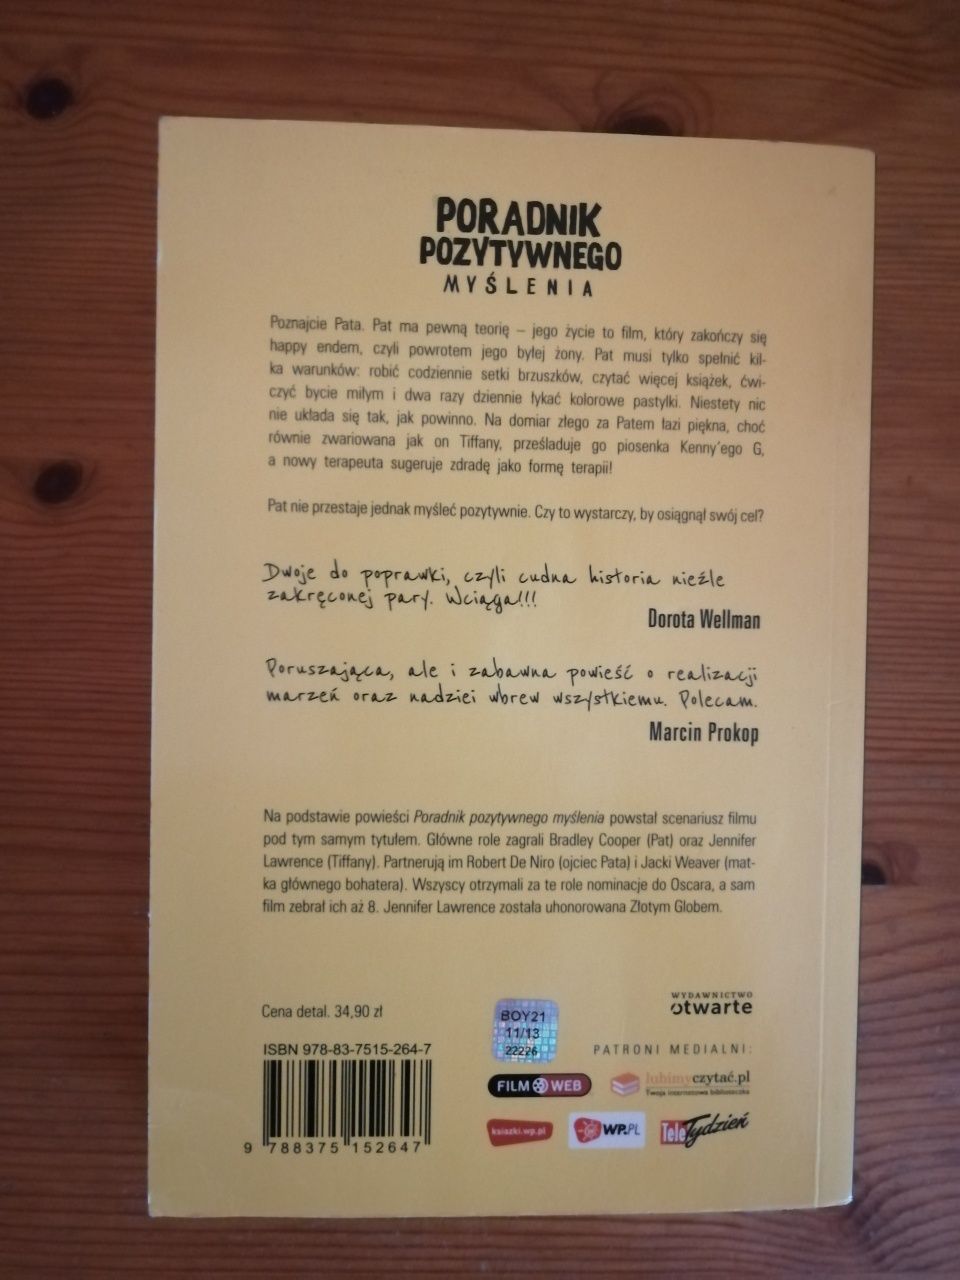 PORADNIK
POZYTYWNEGO
MYŚLENIA
Poznajcie Pata. Pat ma pewną teorię – jego życie to film, który zakończy się
happy endem, czyli powrotem jego byłej żony. Pat musi tylko spełnić kil-
ka warunków: robić codziennie setki brzuszków, czytać więcej książek, ćwi-
czyć bycie miłym i dwa razy dziennie łykać kolorowe pastylki. Niestety nic
nie układa się tak, jak powinno. Na domiar złego za Patem łazi piękna, choć
równie zwariowana jak on Tiffany, prześladuje go piosenka Kenny'ego G,
a nowy terapeuta sugeruje zdradę jako formę terapii!
Pat nie przestaje jednak myśleć pozytywnie. Czy to wystarczy, by osiągnął swój cel?
Dwoje do poprawki, czyli cudna historia nieźle
zakręconej pary. Wciąga!!!
Dorota Wellman
Poruszająca, ale i zabawna powieść o realizacji
marzeń oraz nadziei wbrew wszystkiemu. Polecam.
Marcin Prokop
Na podstawie powieści Poradnik pozytywnego myślenia powstał scenariusz filmu
pod tym samym tytułem. Główne role zagrali Bradley Cooper (Pat) oraz Jennifer
Lawrence (Tiffany). Partnerują im Robert De Niro (ojciec Pata) i Jacki Weaver (mat-
ka głównego bohatera). Wszyscy otrzymali za te role nominacje do Oscara, a sam
film zebrał ich aż 8. Jennifer Lawrence została uhonorowana Złotym Globem.
Cena detal. 34,90 zł
ISBN 978-83-7515-264-7
9 788375 152647
BOY21
11/13
22226
WYDAWNICTWO
otwarte
PATRONI MEDIALNI:
FILM WEB
lubimyczytać.pl
Twoja internetowa biblioteczka
ksiazki.wp.pl
WP.PL
Tele Tydzień